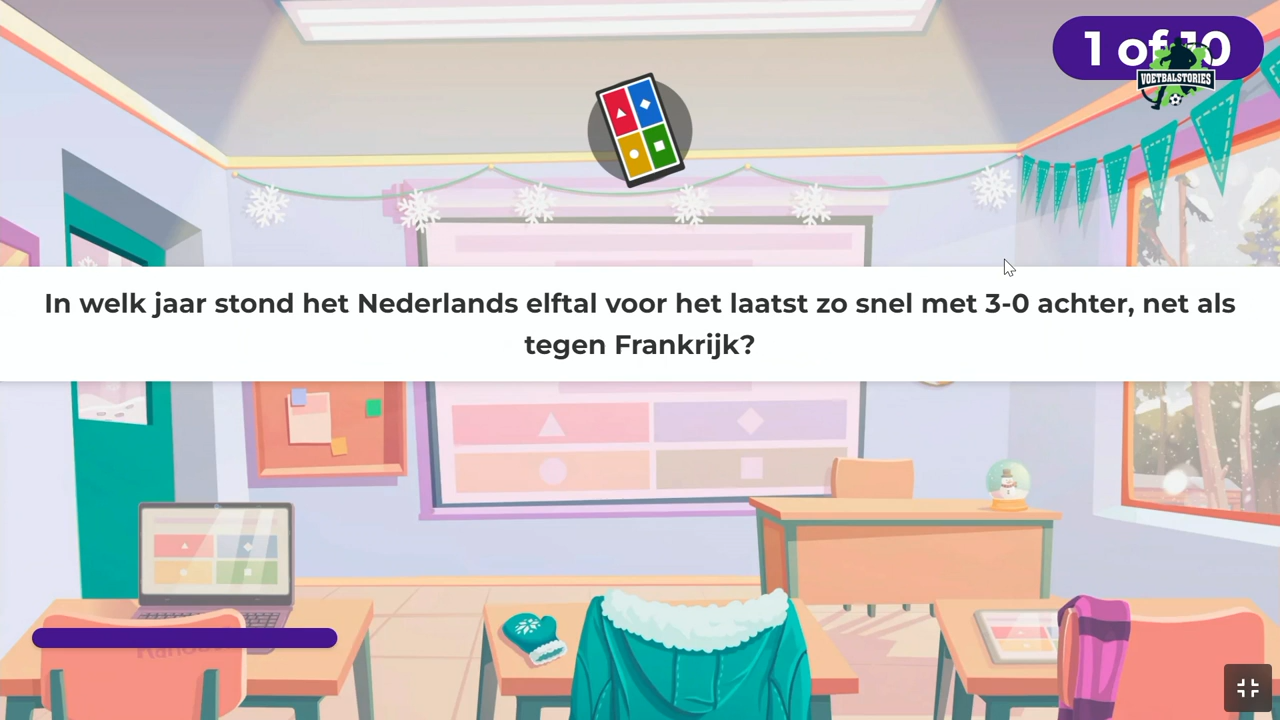 1 of 10
VOETBALSTORIES
In welk jaar stond het Nederlands elftal voor het laatst zo snel met 3-0 achter, net als
tegen Frankrijk?